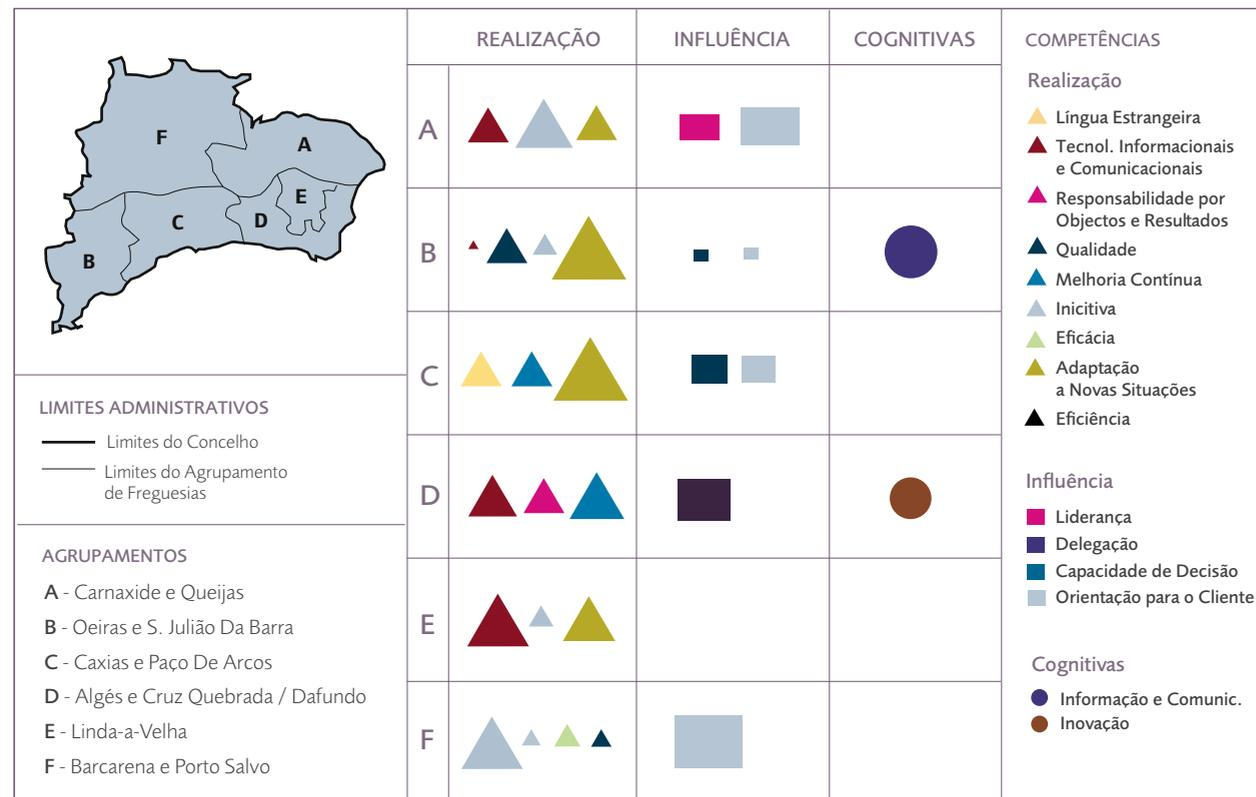 F
A
E
C
D
B
LIMITES ADMINISTRATIVOS
Limites do Concelho
Limites do Agrupamento
de Freguesias
AGRUPAMENTOS
A - Carnaxide e Queijas
B - Oeiras e S. Julião Da Barra
C - Caxias e Paço De Arcos
D - Algés e Cruz Quebrada / Dafundo
E - Linda-a-Velha
F - Barcarena e Porto Salvo
REALIZAÇÃO INFLUÊNCIA COGNITIVAS
A
B
C
D
E
F
COMPETÊNCIAS
Realização
Língua Estrangeira
Tecnol. Informacionais
e Comunicacionais
Responsabilidade por
Objectos e Resultados
Qualidade
Melhoria Contínua
Inicitiva
Eficácia
Adaptação
a Novas Situações
Eficiência
Influência
Liderança
Delegação
Capacidade de Decisão
Orientação para o Cliente
Cognitivas
Informação e Comunic.
Inovação